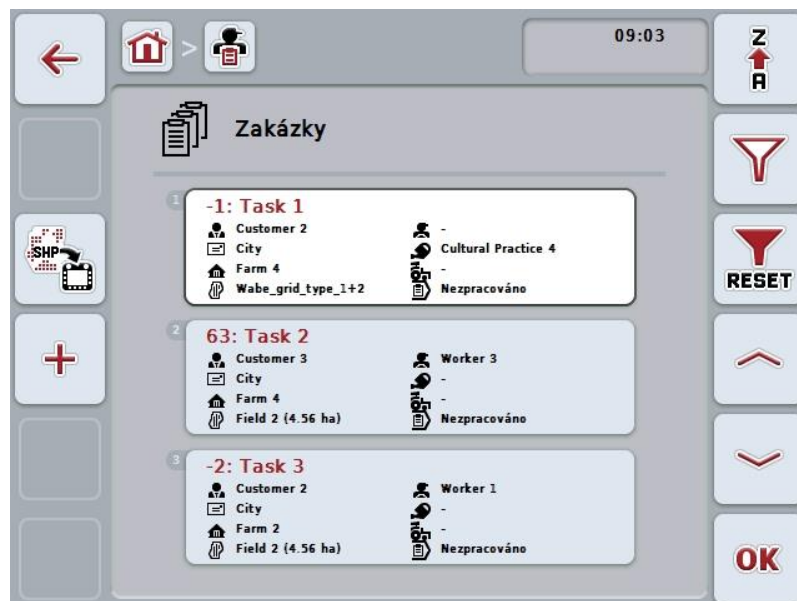 09:03
Z
A
Zakázky
SHP
RESET
1
-1: Task 1
Customer 2 -
City Cultural Practice 4
Farm 4 -
Wabe_grid_type_1+2 Nezpracováno
2
63: Task 2
Customer 3 Worker 3
City -
Farm 4 -
Field 2 (4.56 ha) Nezpracováno
3
-2: Task 3
Customer 2 Worker 1
City -
Farm 2 -
Field 2 (4.56 ha) Nezpracováno
OK